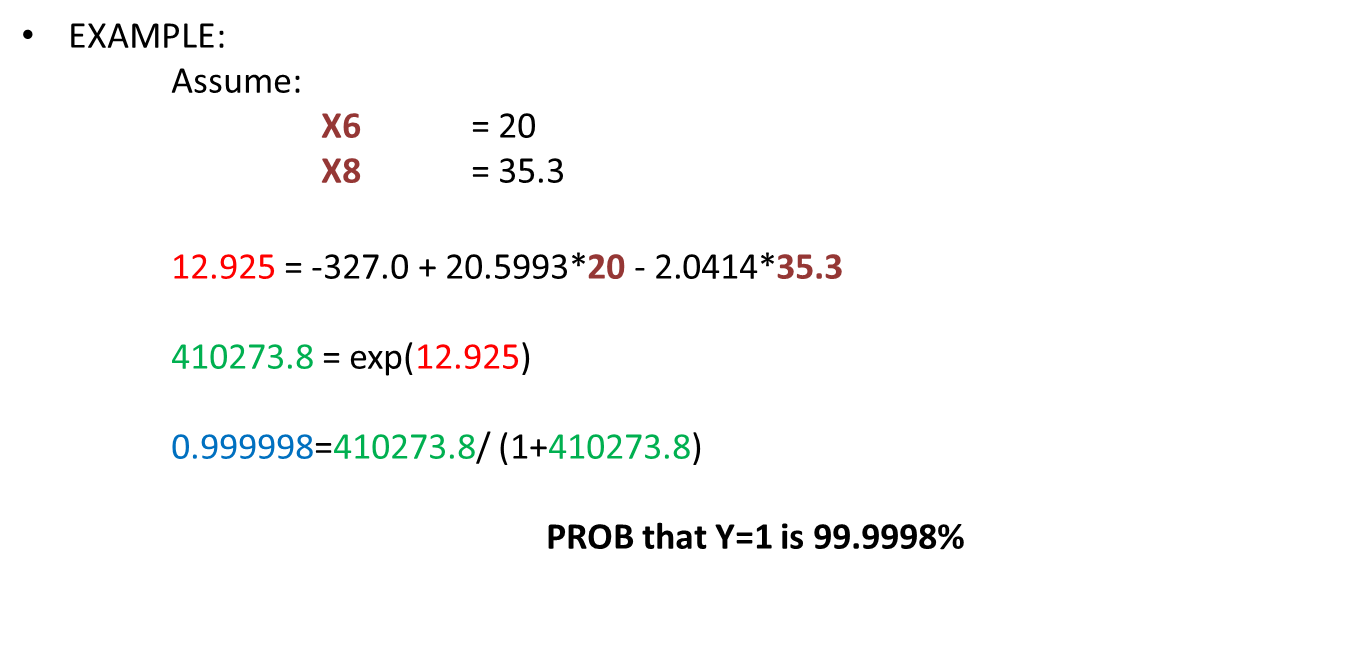 • EXAMPLE:
Assume:
X6 = 20
X8 = 35.3
12.925 = -327.0 + 20.5993*20 - 2.0414*35.3
410273.8 = exp(12.925)
0.999998=410273.8/ (1+410273.8)
PROB that Y=1 is 99.9998%